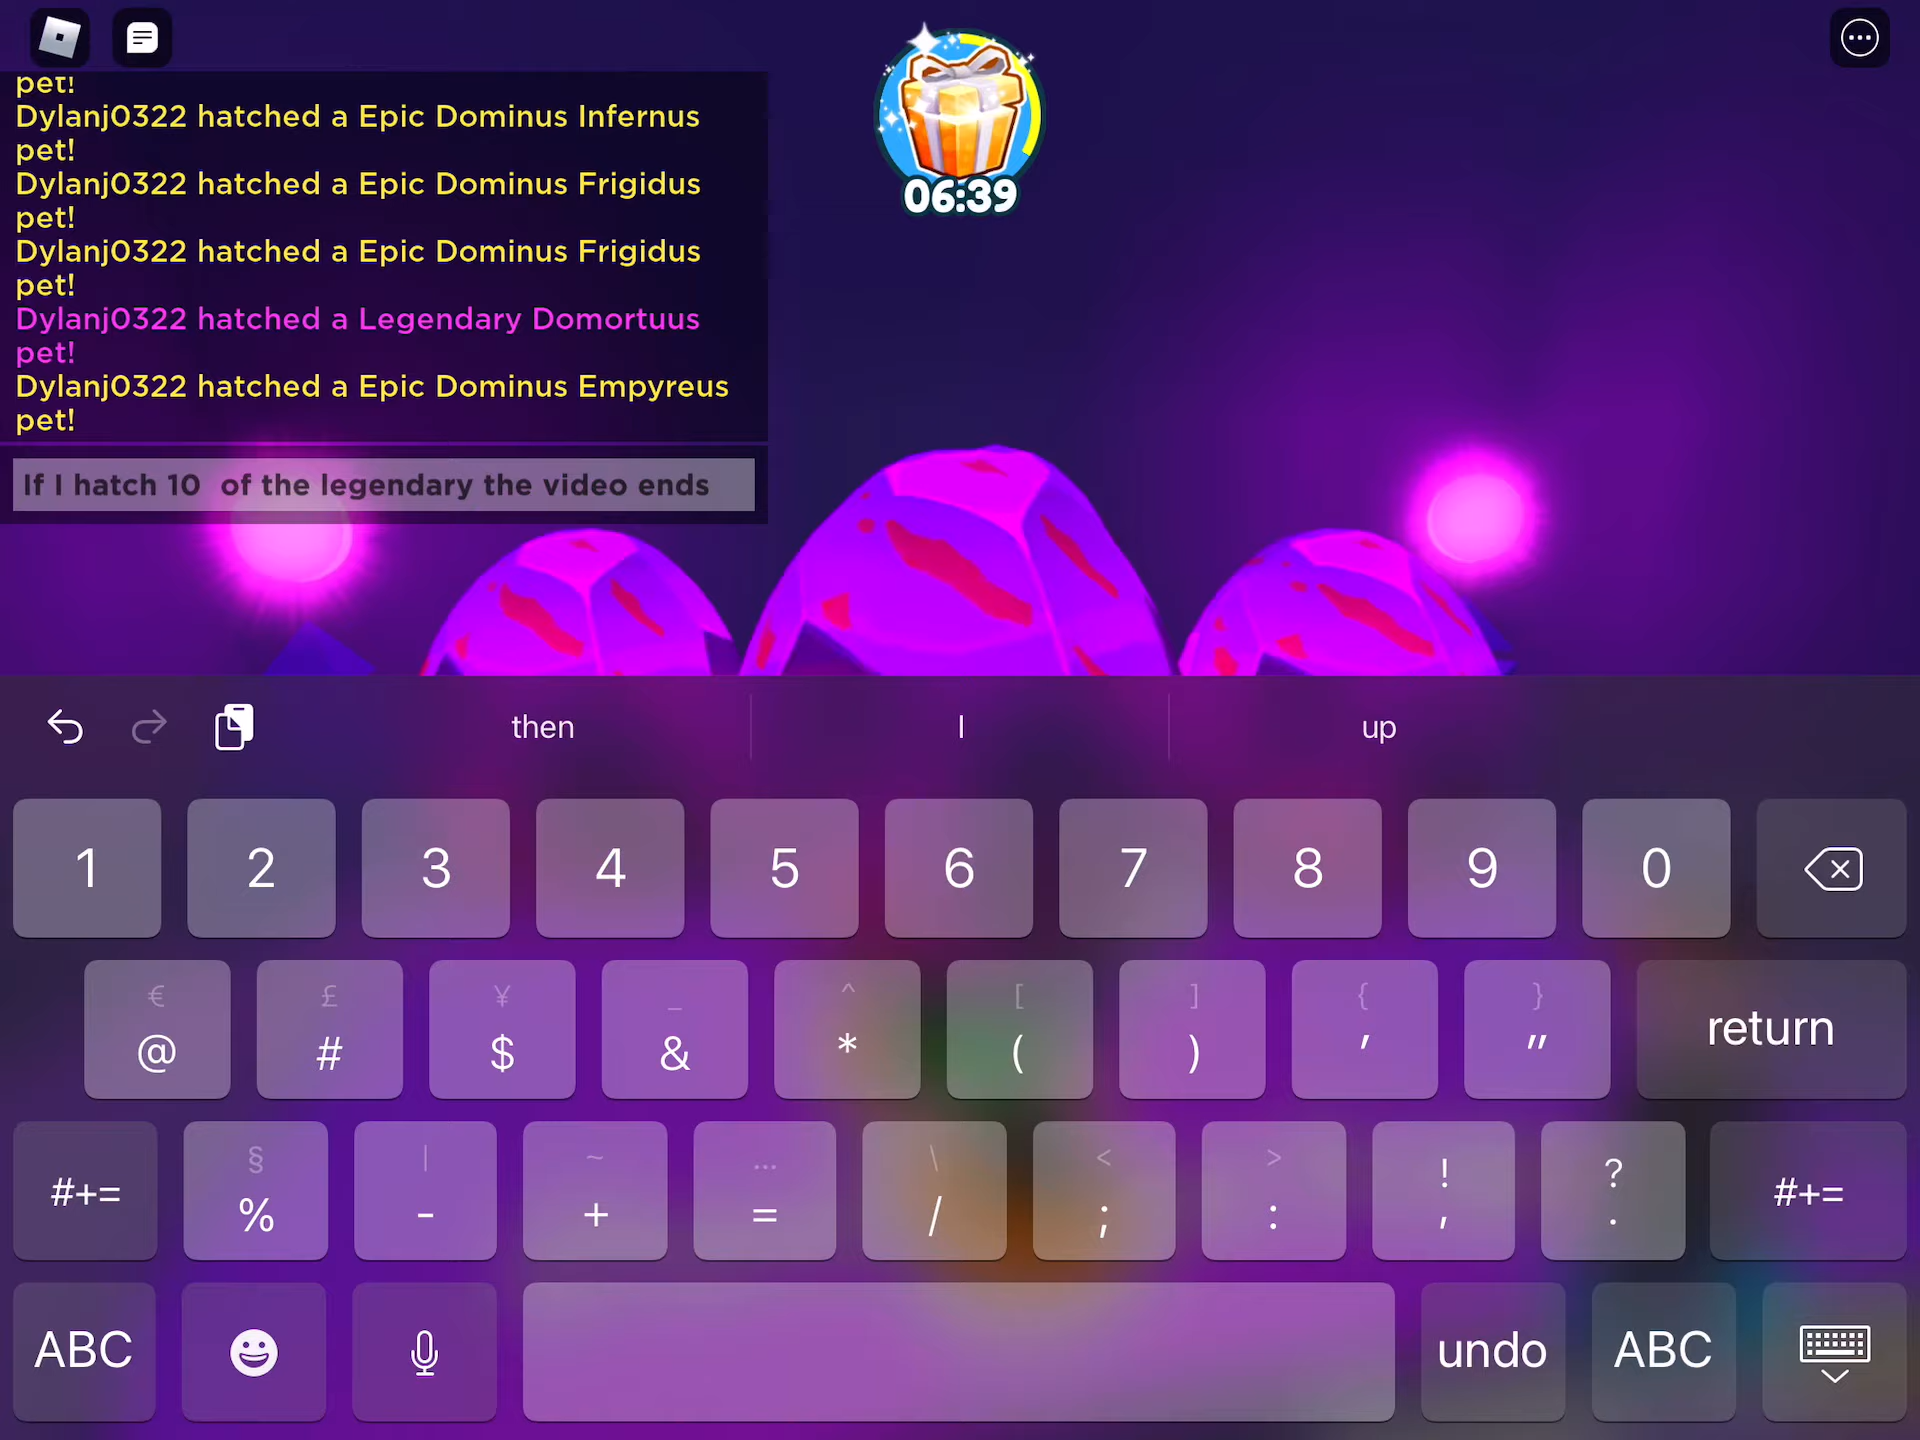 pet!
Dylanj0322 hatched a Epic Dominus Infernus
pet!
Dylanj0322 hatched a Epic Dominus Frigidus
pet!
Dylanj0322 hatched a Epic Dominus Frigidus
pet!
Dylanj0322 hatched a Legendary Domortuus
pet!
Dylanj0322 hatched a Epic Dominus Empyreus
pet!
If I hatch 10  of the legendary the video ends
06:39
then I up
1 2 3 4 5 6 7 8 9 0
€ £ ¥ _ ^ [ ] { }
@ # $ & * ( ) ' " return
§ | ~ … \ < > ! ?
#+= % - + = / ; : , . #+=
ABC undo ABC